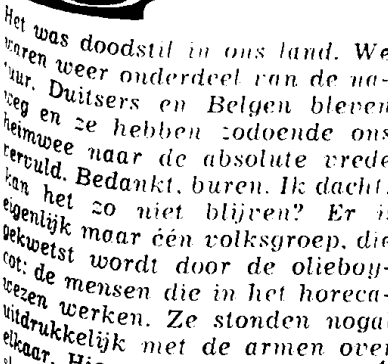 Het was doodstil in ons land. We
waren weer onderdeel van de na-
tuur. Duitsers en Belgen bleven
weg en ze hebben zodoende ons
heimwee naar de absolute vrede
vervuld. Bedankt, buren. Ik dacht,
kan het zo niet blijven? Er i
eigenlijk maar één volksgroep, die
gekwetst wordt door de olieboy-
cot: de mensen die in het horeca-
wezen werken. Ze stonden nogal
uitdrukkelijk met de armen over
elkaar.